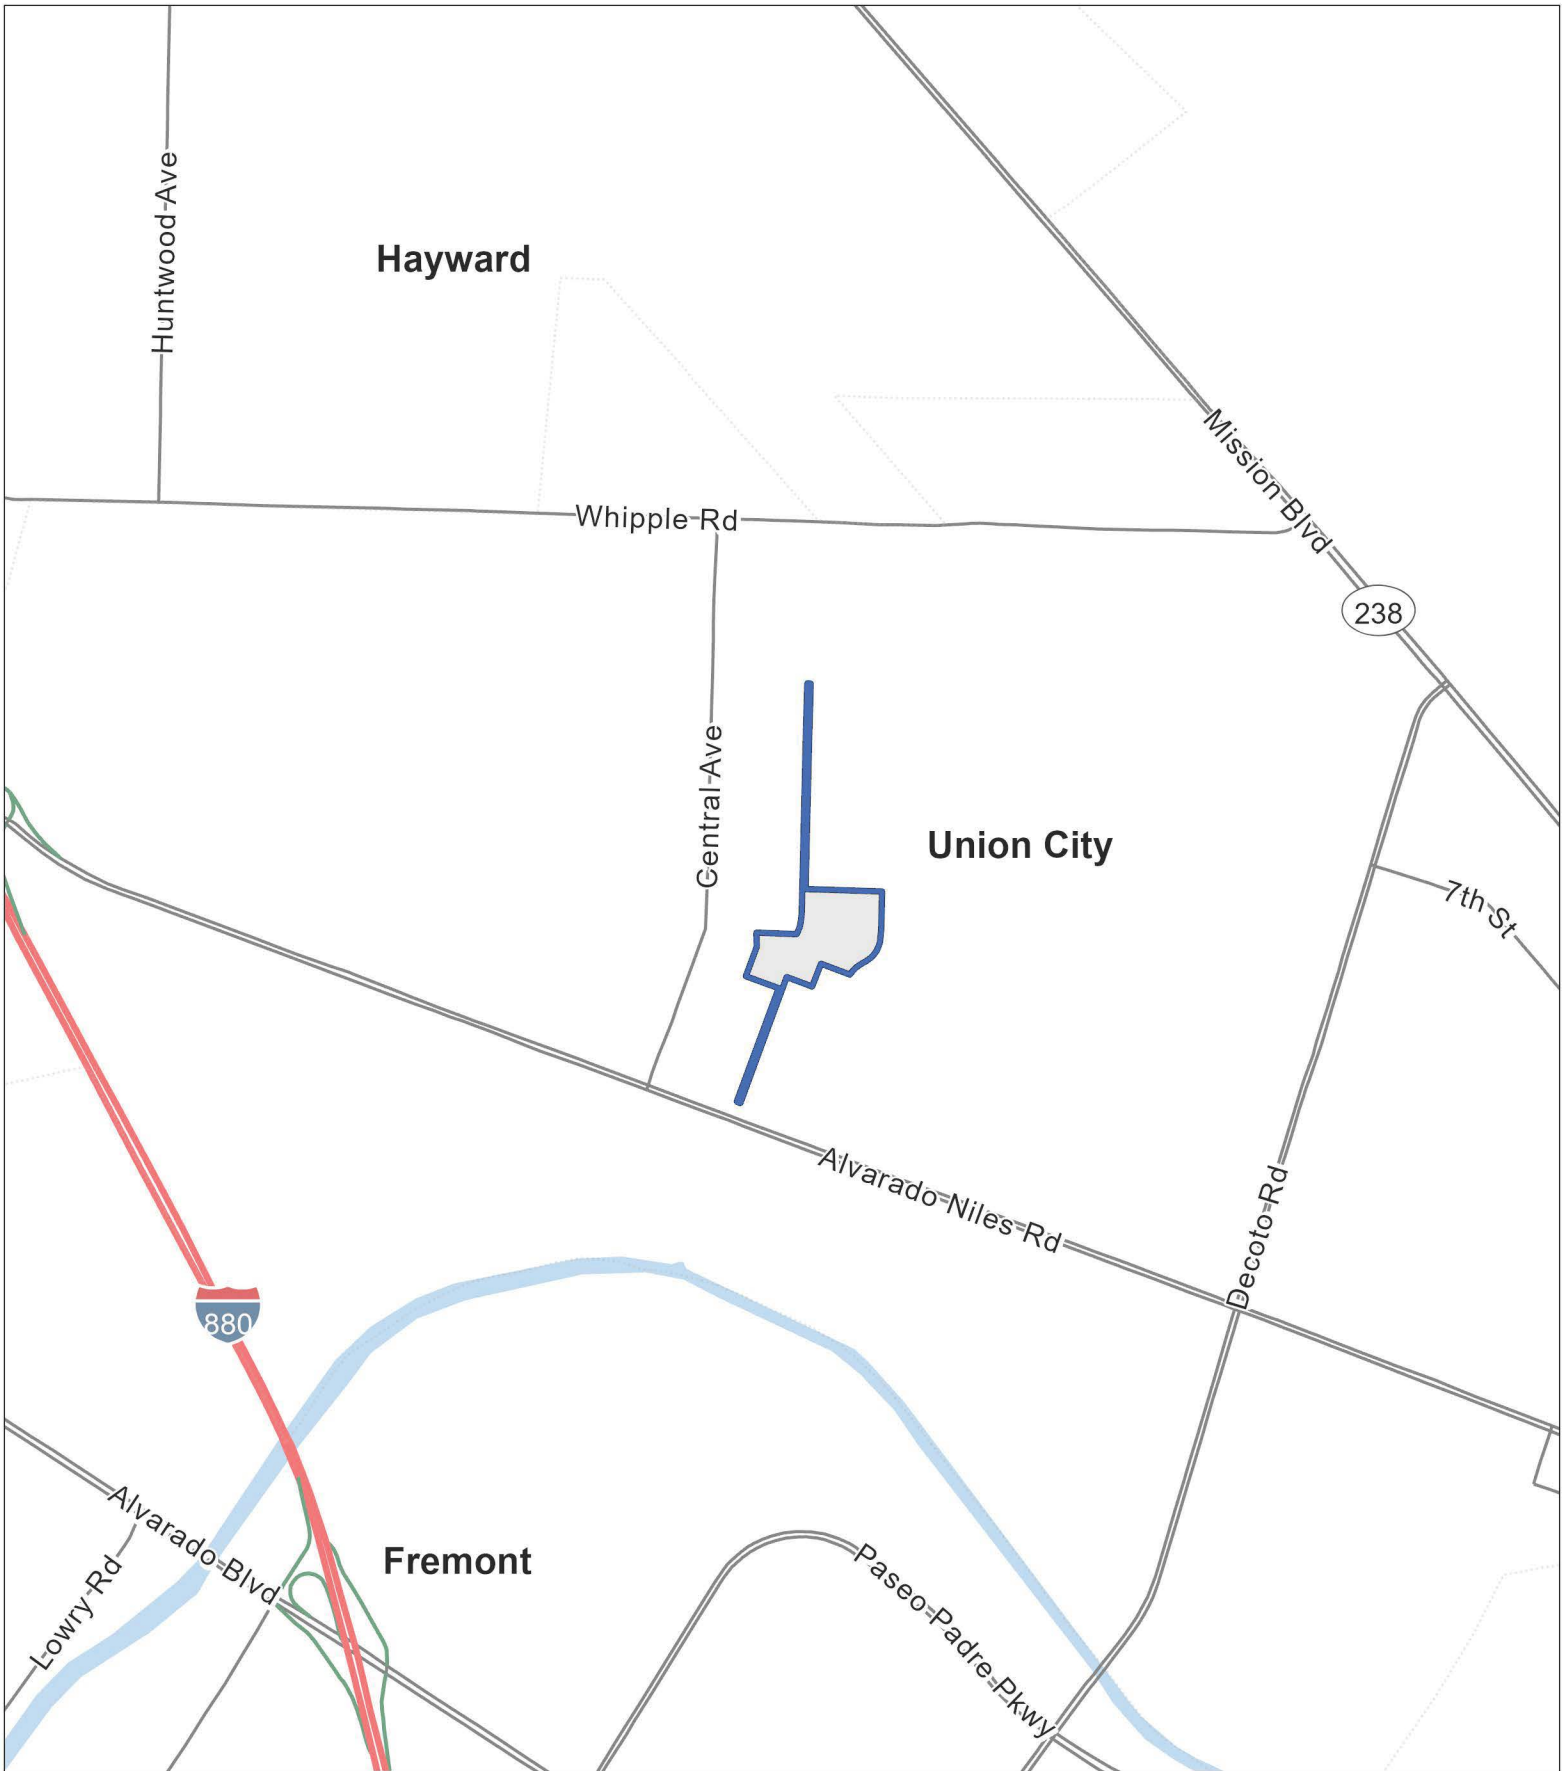 Huntwood Ave
Hayward
Mission Blvd
Whipple Rd
238
Central Ave
Union City
7th St
Alvarado Niles Rd
Decoto Rd
880
Alvarado Blvd
Fremont
Paseo Padre Pkwy
Lowry Rd